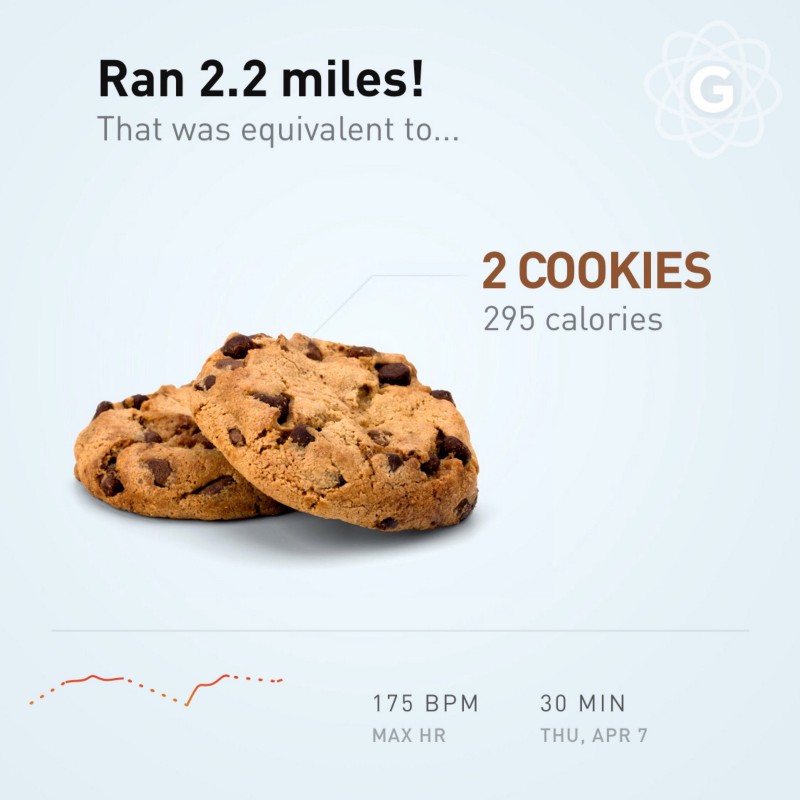 Ran 2.2 miles!
That was equivalent to...
G
2 COOKIES
295 calories
175 BPM
MAX HR
30 MIN
THU, APR 7